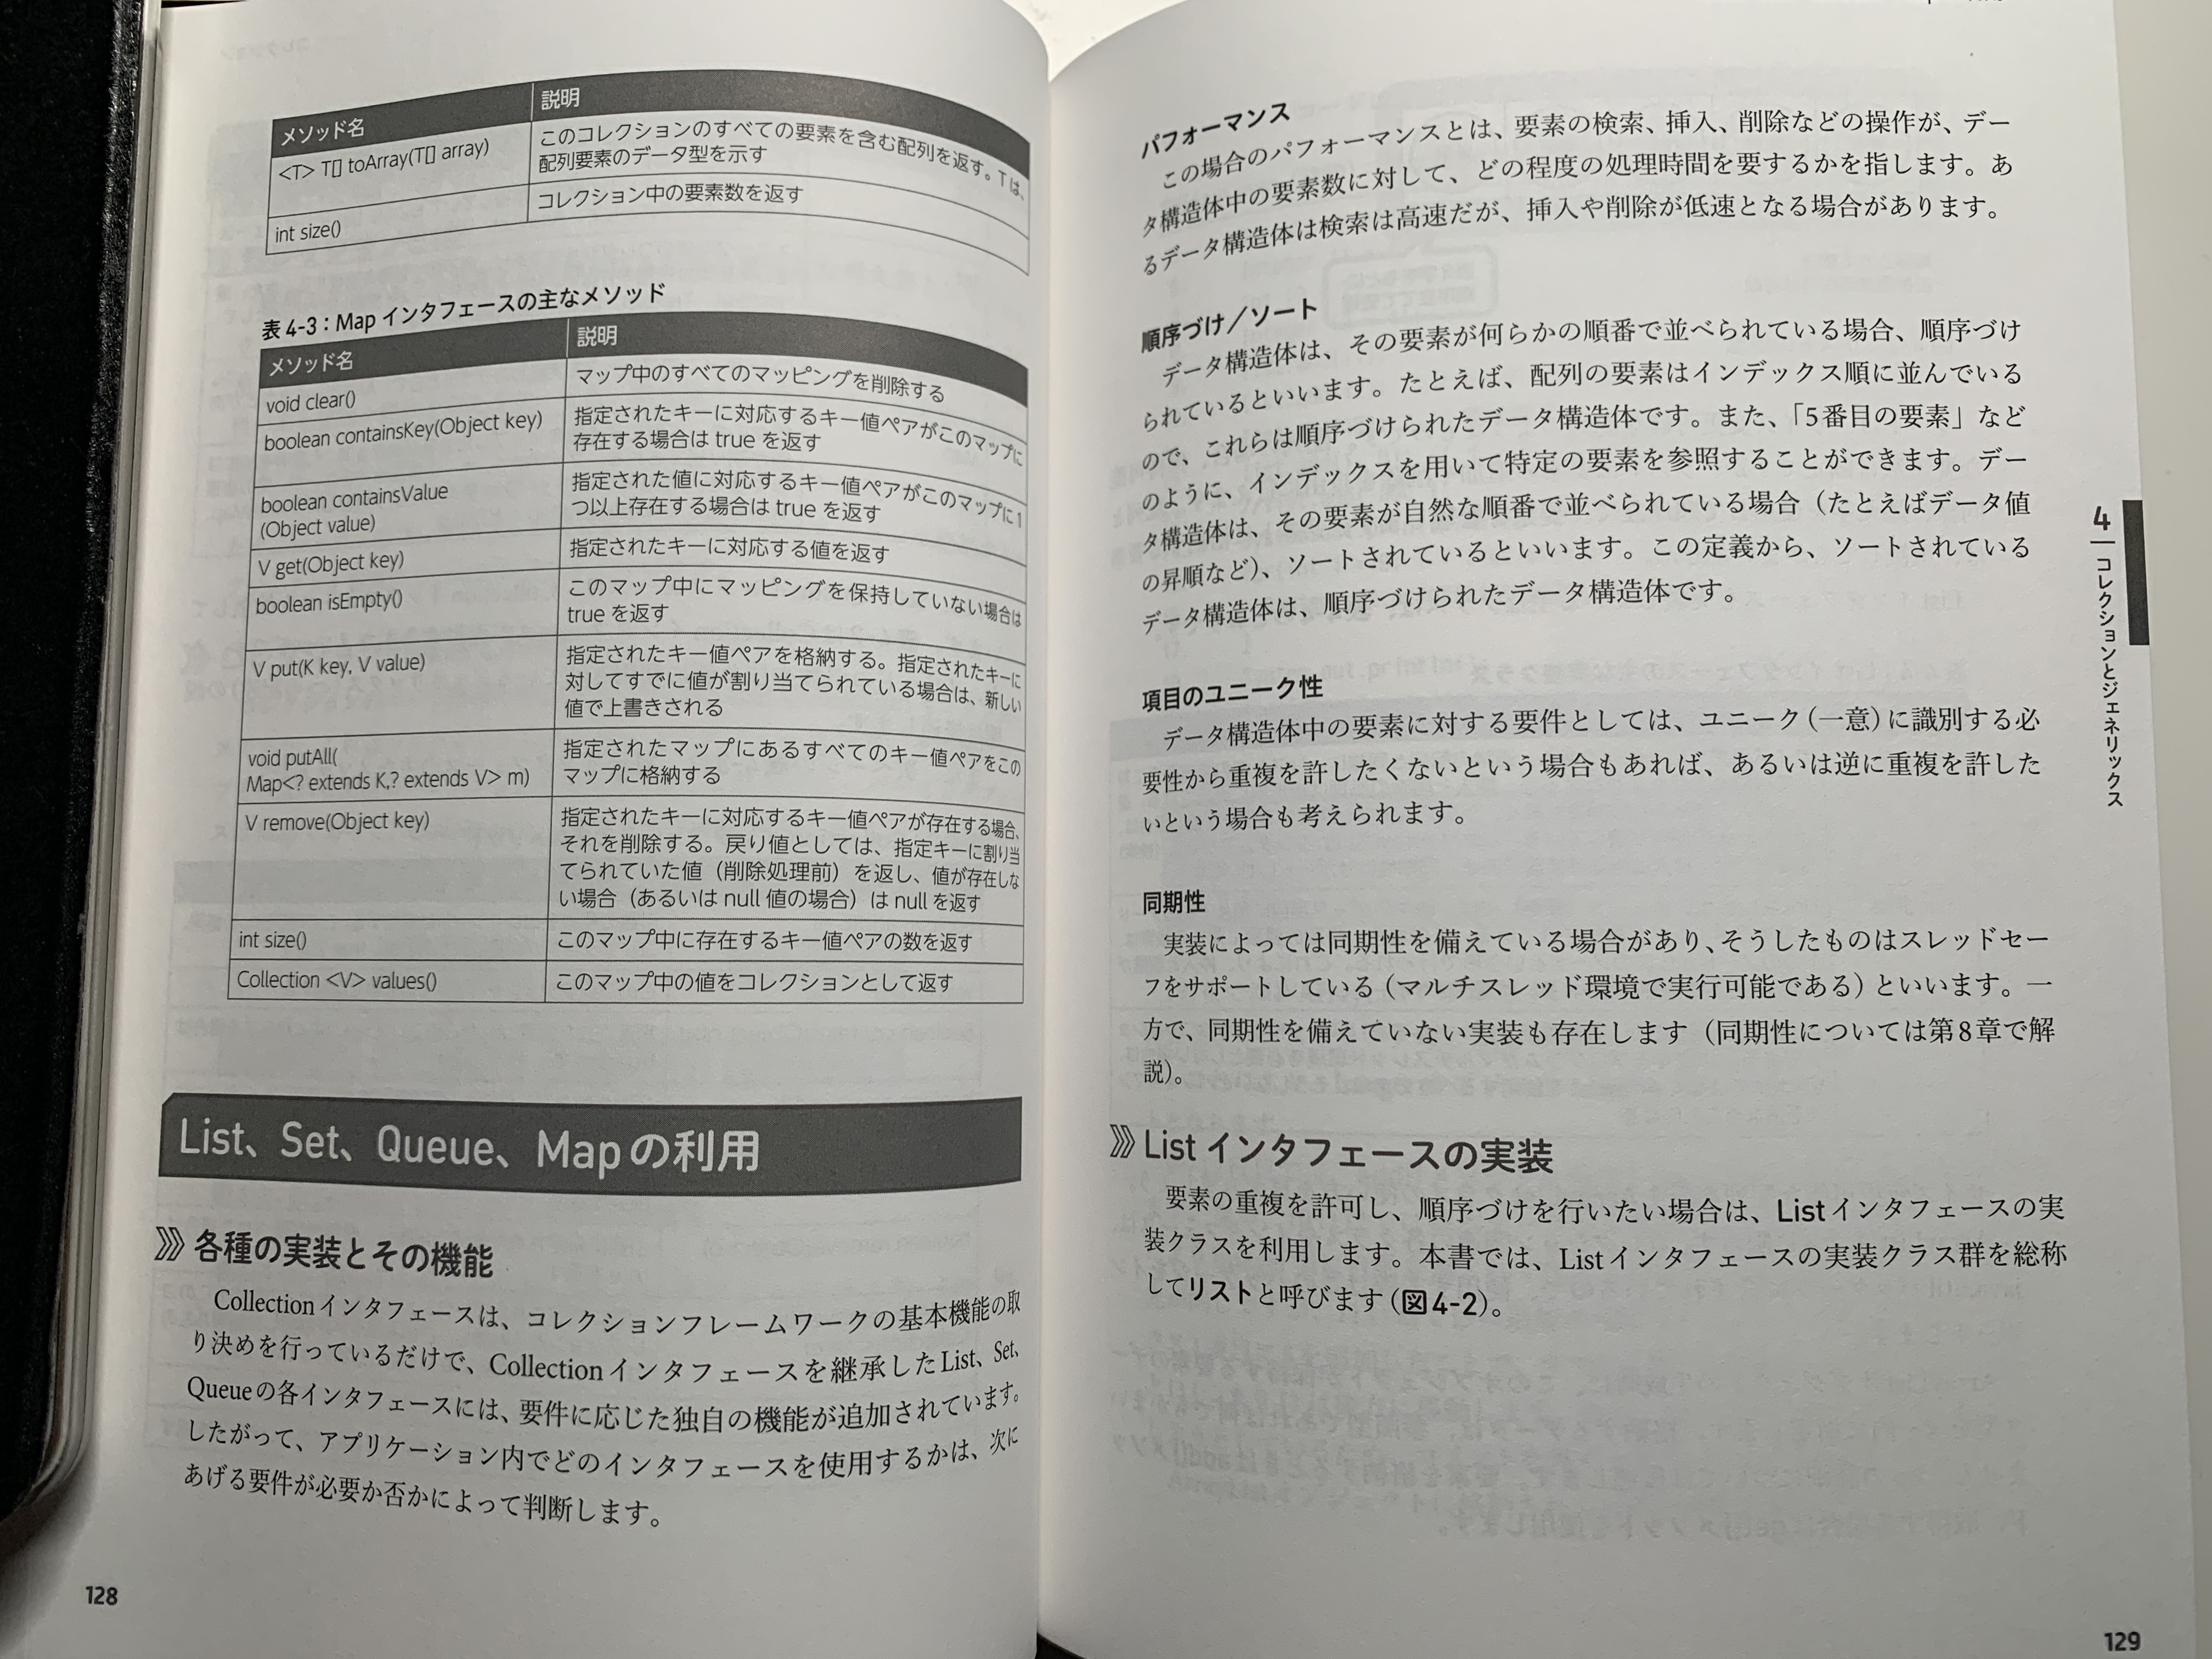 メソッド名
説明
<T> T[] toArray(T[] array)
このコレクションのすべての要素を含む配列を返す。Tは、
配列要素のデータ型を示す
int size()
コレクション中の要素数を返す
表4-3：Map インタフェースの主なメソッド
メソッド名
説明
void clear()
マップ中のすべてのマッピングを削除する
boolean containsKey(Object key)
指定されたキーに対応するキー値ペアがこのマップに
存在する場合は true を返す
boolean containsValue
(Object value)
指定された値に対応するキー値ペアがこのマップに1
つ以上存在する場合は true を返す
V get(Object key)
指定されたキーに対応する値を返す
boolean isEmpty()
このマップ中にマッピングを保持していない場合は
true を返す
V put(K key, V value)
指定されたキー値ペアを格納する。指定されたキーに
対してすでに値が割り当てられている場合は、新しい
値で上書きされる
void putAll(
Map<? extends K,? extends V> m)
指定されたマップにあるすべてのキー値ペアをこの
マップに格納する
V remove(Object key)
指定されたキーに対応するキー値ペアが存在する場合、
それを削除する。戻り値としては、指定キーに割り当
てられていた値（削除処理前）を返し、値が存在しな
い場合（あるいは null 値の場合）は null を返す
int size()
このマップ中に存在するキー値ペアの数を返す
Collection <V> values()
このマップ中の値をコレクションとして返す
List、Set、Queue、Mapの利用
各種の実装とその機能
Collectionインタフェースは、コレクションフレームワークの基本機能の取
り決めを行っているだけで、Collectionインタフェースを継承したList、Set、
Queueの各インタフェースには、要件に応じた独自の機能が追加されています。
したがって、アプリケーション内でどのインタフェースを使用するかは、次に
あげる要件が必要か否かによって判断します。
128
パフォーマンス
この場合のパフォーマンスとは、要素の検索、挿入、削除などの操作が、デー
タ構造体中の要素数に対して、どの程度の処理時間を要するかを指します。あ
るデータ構造体は検索は高速だが、挿入や削除が低速となる場合があります。
順序づけ／ソート
データ構造体は、その要素が何らかの順番で並べられている場合、順序づけ
られているといいます。たとえば、配列の要素はインデックス順に並んでいる
ので、これらは順序づけられたデータ構造体です。また、「5番目の要素」など
のように、インデックスを用いて特定の要素を参照することができます。デー
タ構造体は、その要素が自然な順番で並べられている場合（たとえばデータ値
の昇順など）、ソートされているといいます。この定義から、ソートされている
データ構造体は、順序づけられたデータ構造体です。
項目のユニーク性
データ構造体中の要素に対する要件としては、ユニーク（一意）に識別する必
要性から重複を許したくないという場合もあれば、あるいは逆に重複を許した
いという場合も考えられます。
同期性
実装によっては同期性を備えている場合があり、そうしたものはスレッドセー
フをサポートしている（マルチスレッド環境で実行可能である）といいます。一
方で、同期性を備えていない実装も存在します（同期性については第8章で解
説）。
List インタフェースの実装
要素の重複を許可し、順序づけを行いたい場合は、Listインタフェースの実
装クラスを利用します。本書では、Listインタフェースの実装クラス群を総称
してリストと呼びます（図4-2）。
4
コレクションとジェネリックス
129